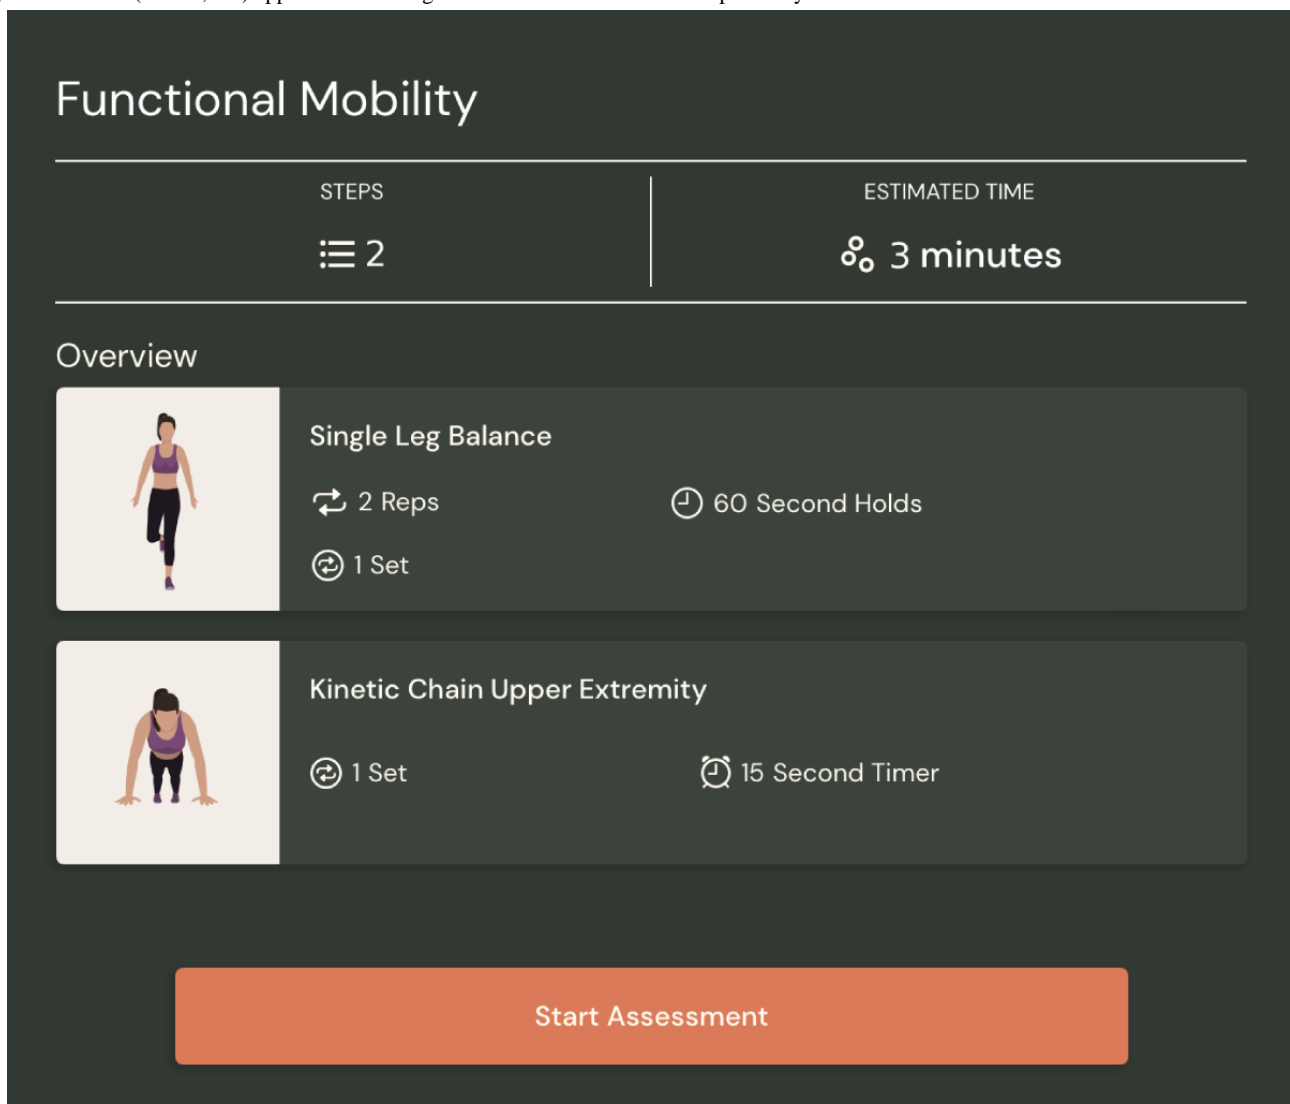 Functional Mobility
STEPS
2
ESTIMATED TIME
3 minutes
Overview
Single Leg Balance
2 Reps
60 Second Holds
1 Set
Kinetic Chain Upper Extremity
1 Set
15 Second Timer
Start Assessment